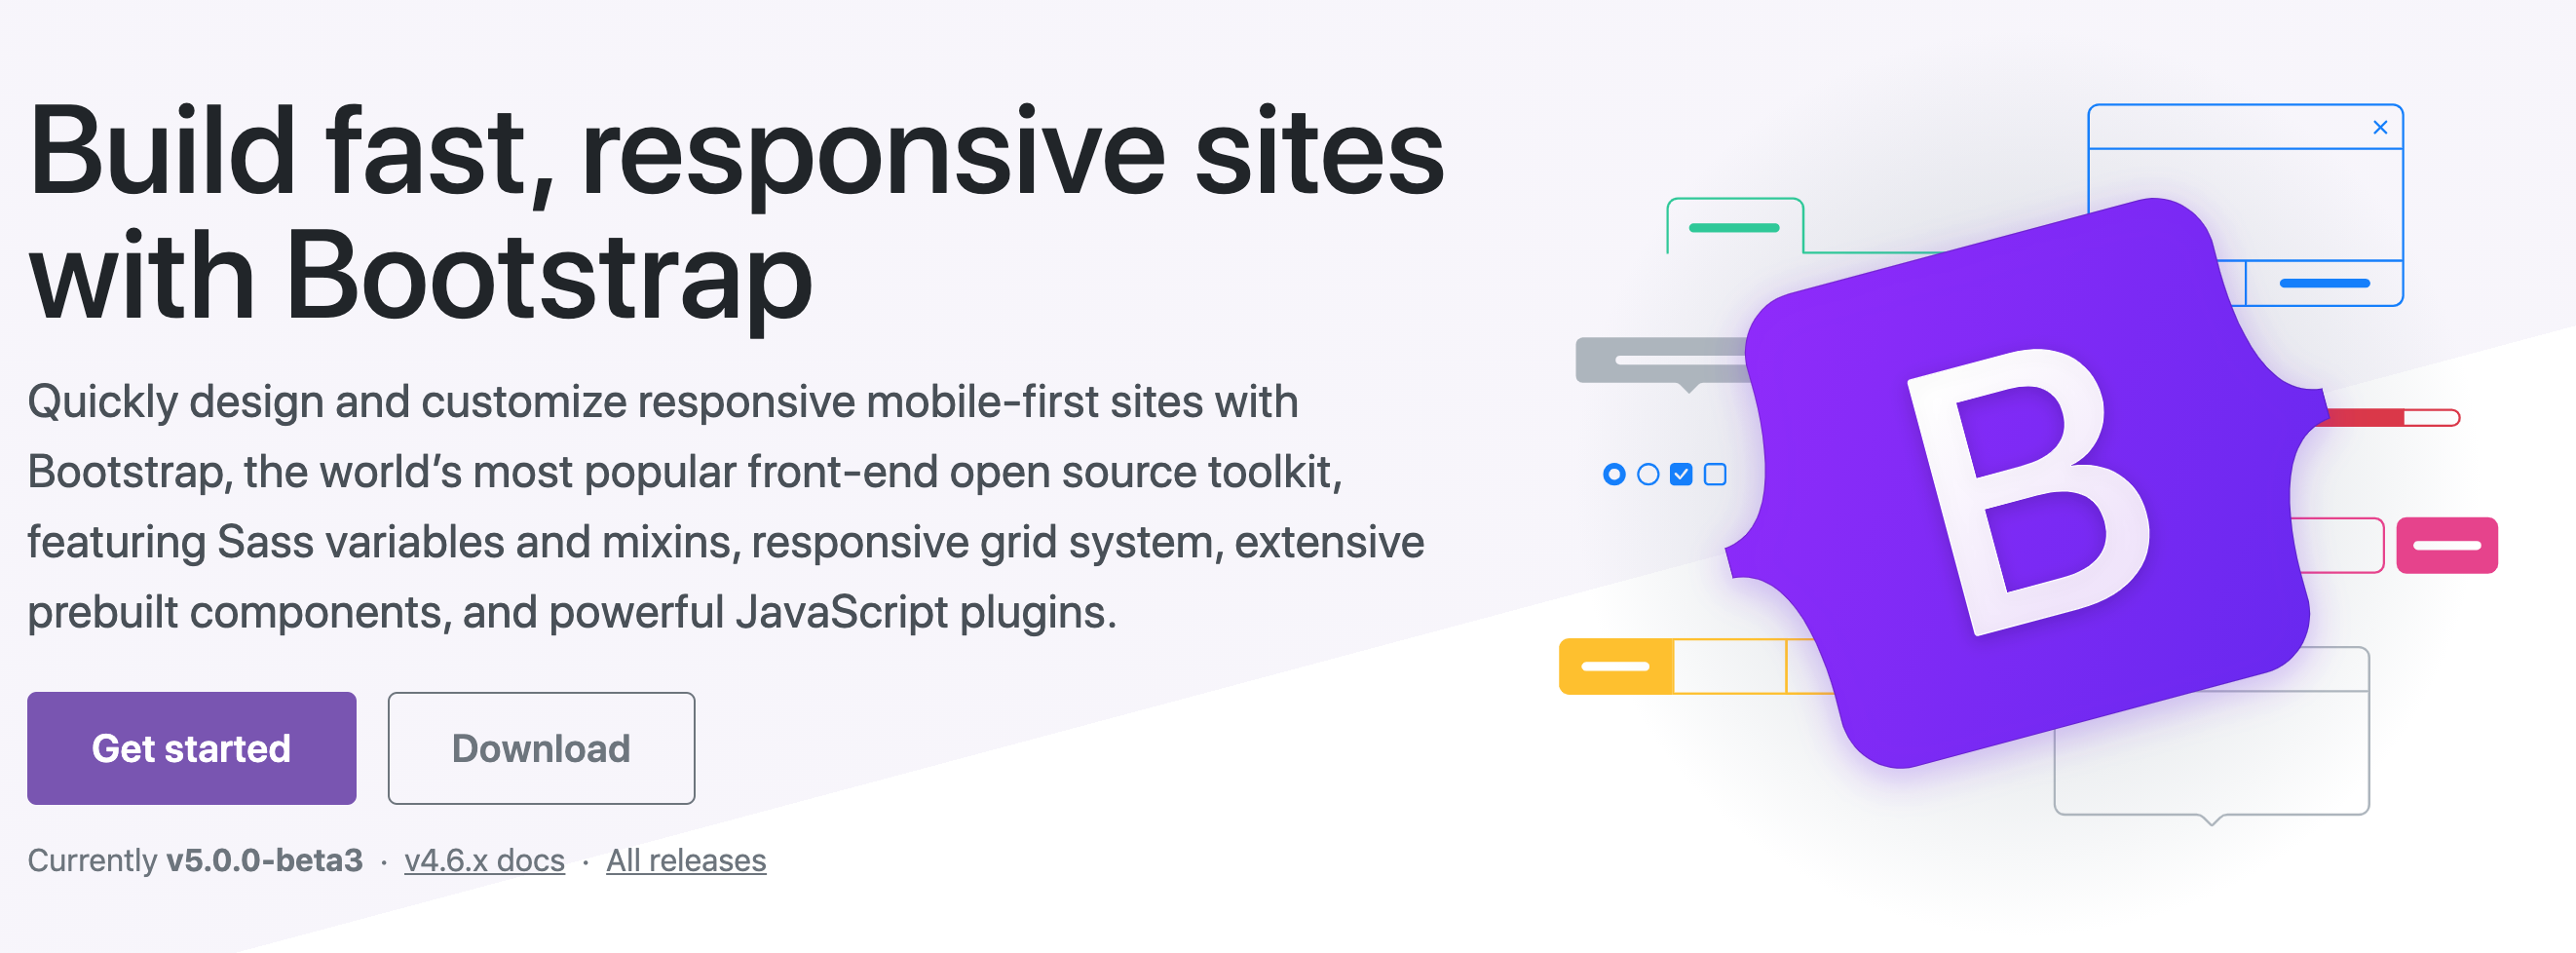 Build fast, responsive sites
with Bootstrap
Quickly design and customize responsive mobile-first sites with
Bootstrap, the world’s most popular front-end open source toolkit,
featuring Sass variables and mixins, responsive grid system, extensive
prebuilt components, and powerful JavaScript plugins.
Get started Download
Currently v5.0.0-beta3 · v4.6.x docs · All releases
B